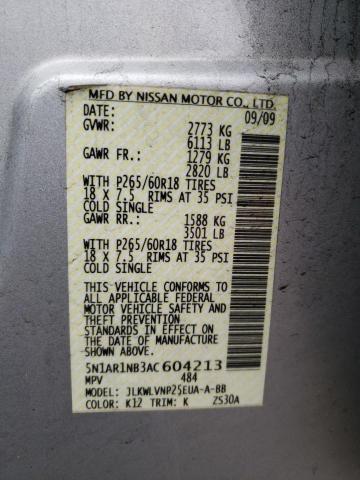 MFD BY NISSAN MOTOR CO., LTD.
DATE: 09/09
GVWR: 2773 KG
6113 LB
GAWR FR.: 1279 KG
2820 LB
WITH P265/60R18 TIRES
18 X 7.5 RIMS AT 35 PSI
COLD SINGLE
GAWR RR.: 1588 KG
3501 LB
WITH P265/60R18 TIRES
18 X 7.5 RIMS AT 35 PSI
COLD SINGLE
THIS VEHICLE CONFORMS TO
ALL APPLICABLE FEDERAL
MOTOR VEHICLE SAFETY
AND THEFT PREVENTION
STANDARDS IN EFFECT ON
THE DATE OF MANUFACTURE
SHOWN ABOVE.
5N1AR1NB3AC604213
MPV 484
MODEL: JLKWLVNP25EUA-A-BB
COLOR: K12 TRIM: K ZS30A